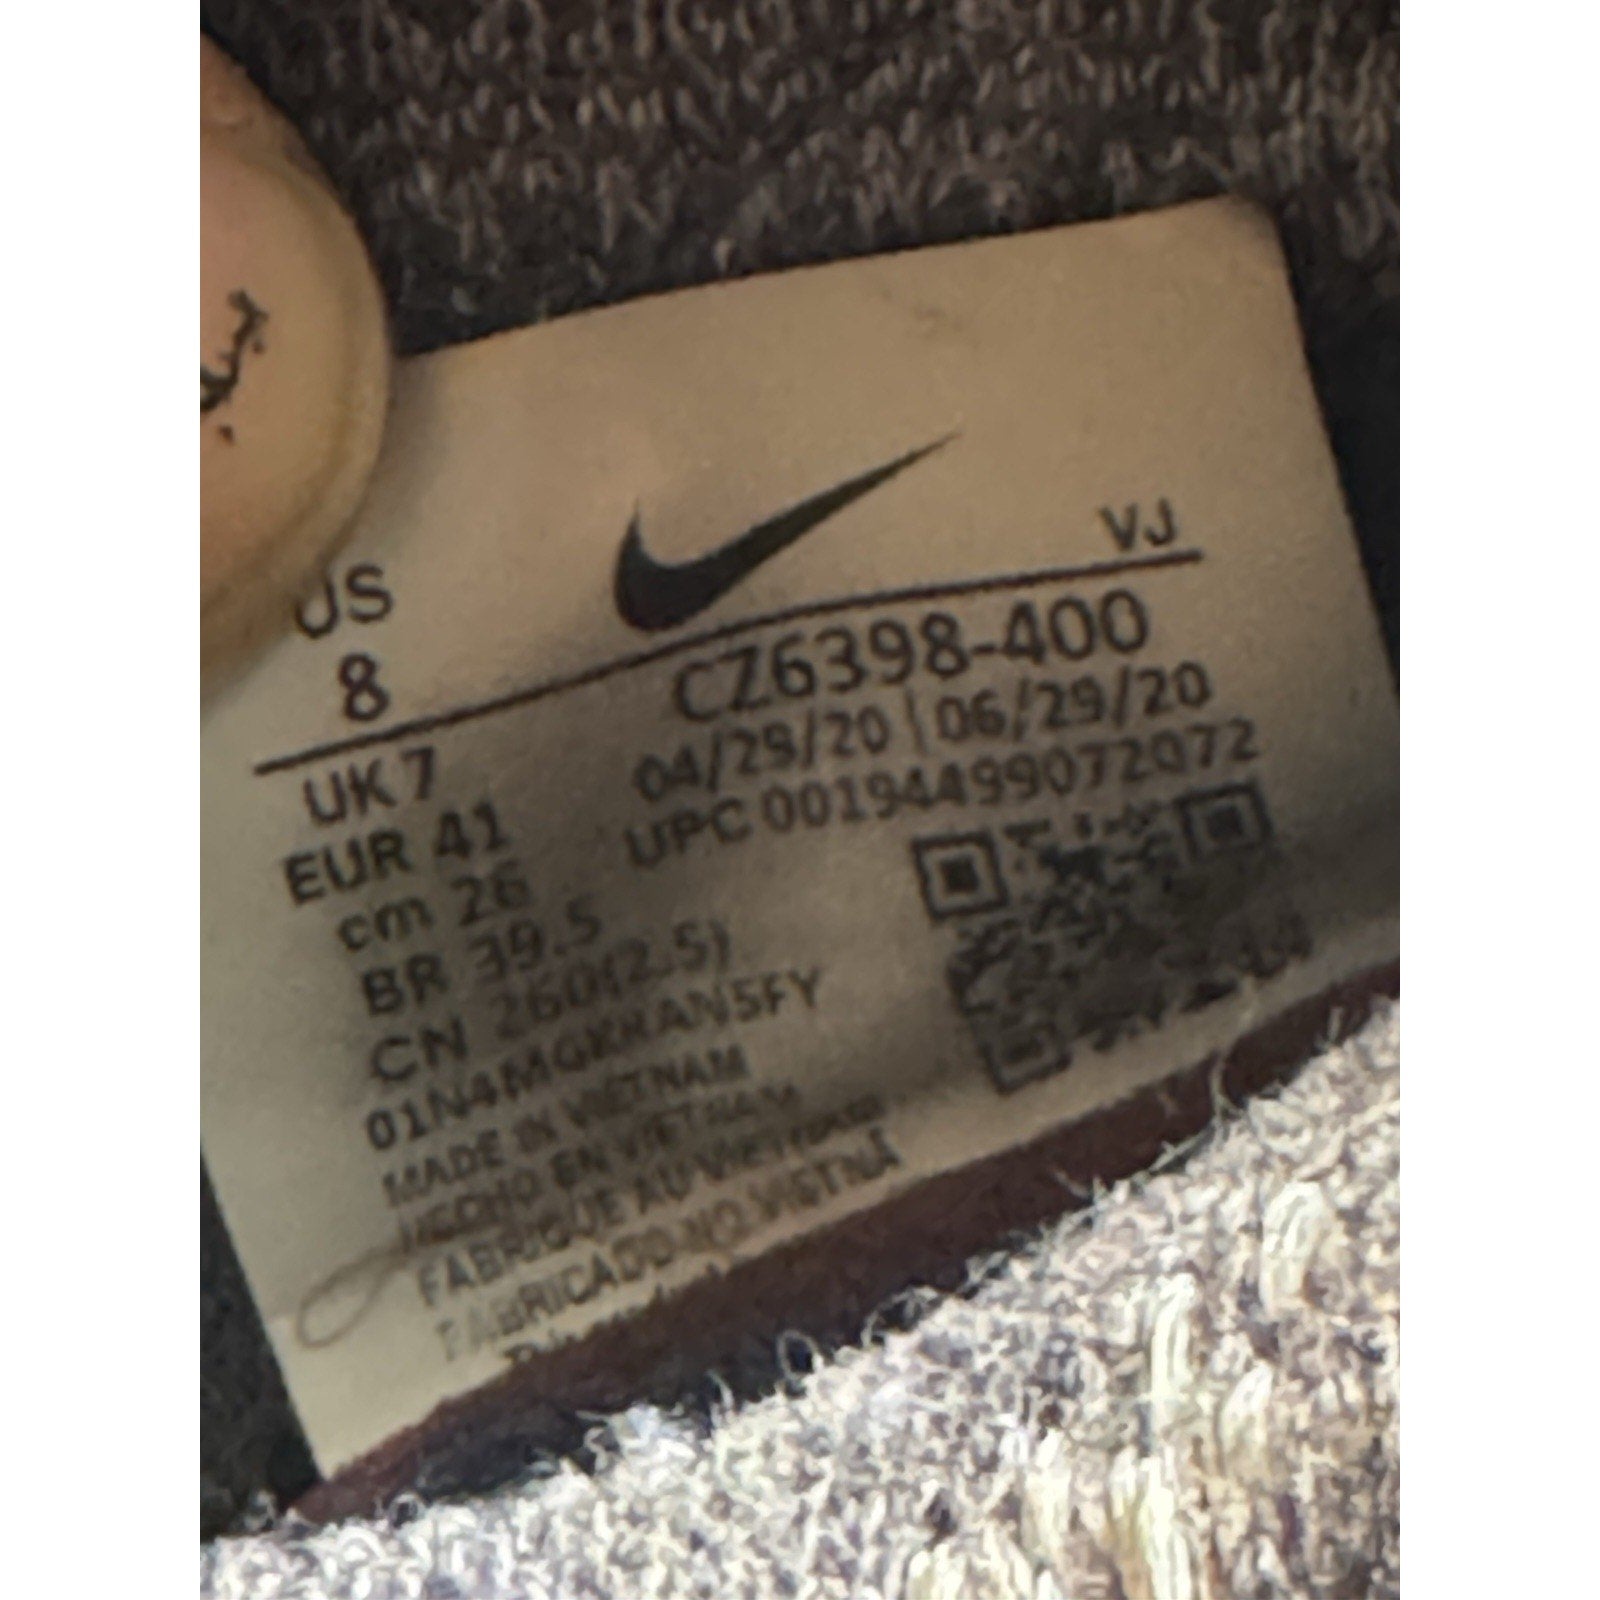 VJ
US
8
CZ6398-400
04/29/20 | 06/29/20
UPC 00194499072072
UK 7
EUR 41
cm 26
BR 39.5
CN 260(2.5)
MADE IN VIETNAM
HECHO EN VIETNAM
FABRIQUE AU VIETNAM
FABRICADO NO VIETNÃ